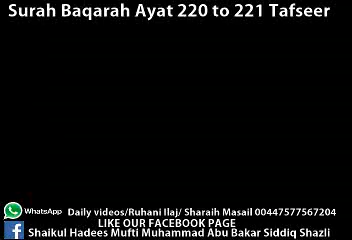 Surah Baqarah Ayat 220 to 221 Tafseer
WhatsApp Daily videos/Ruhani Ilaj/ Sharaih Masail 00447577567204
LIKE OUR FACEBOOK PAGE
Shaikul Hadees Mufti Muhammad Abu Bakar Siddiq Shazli